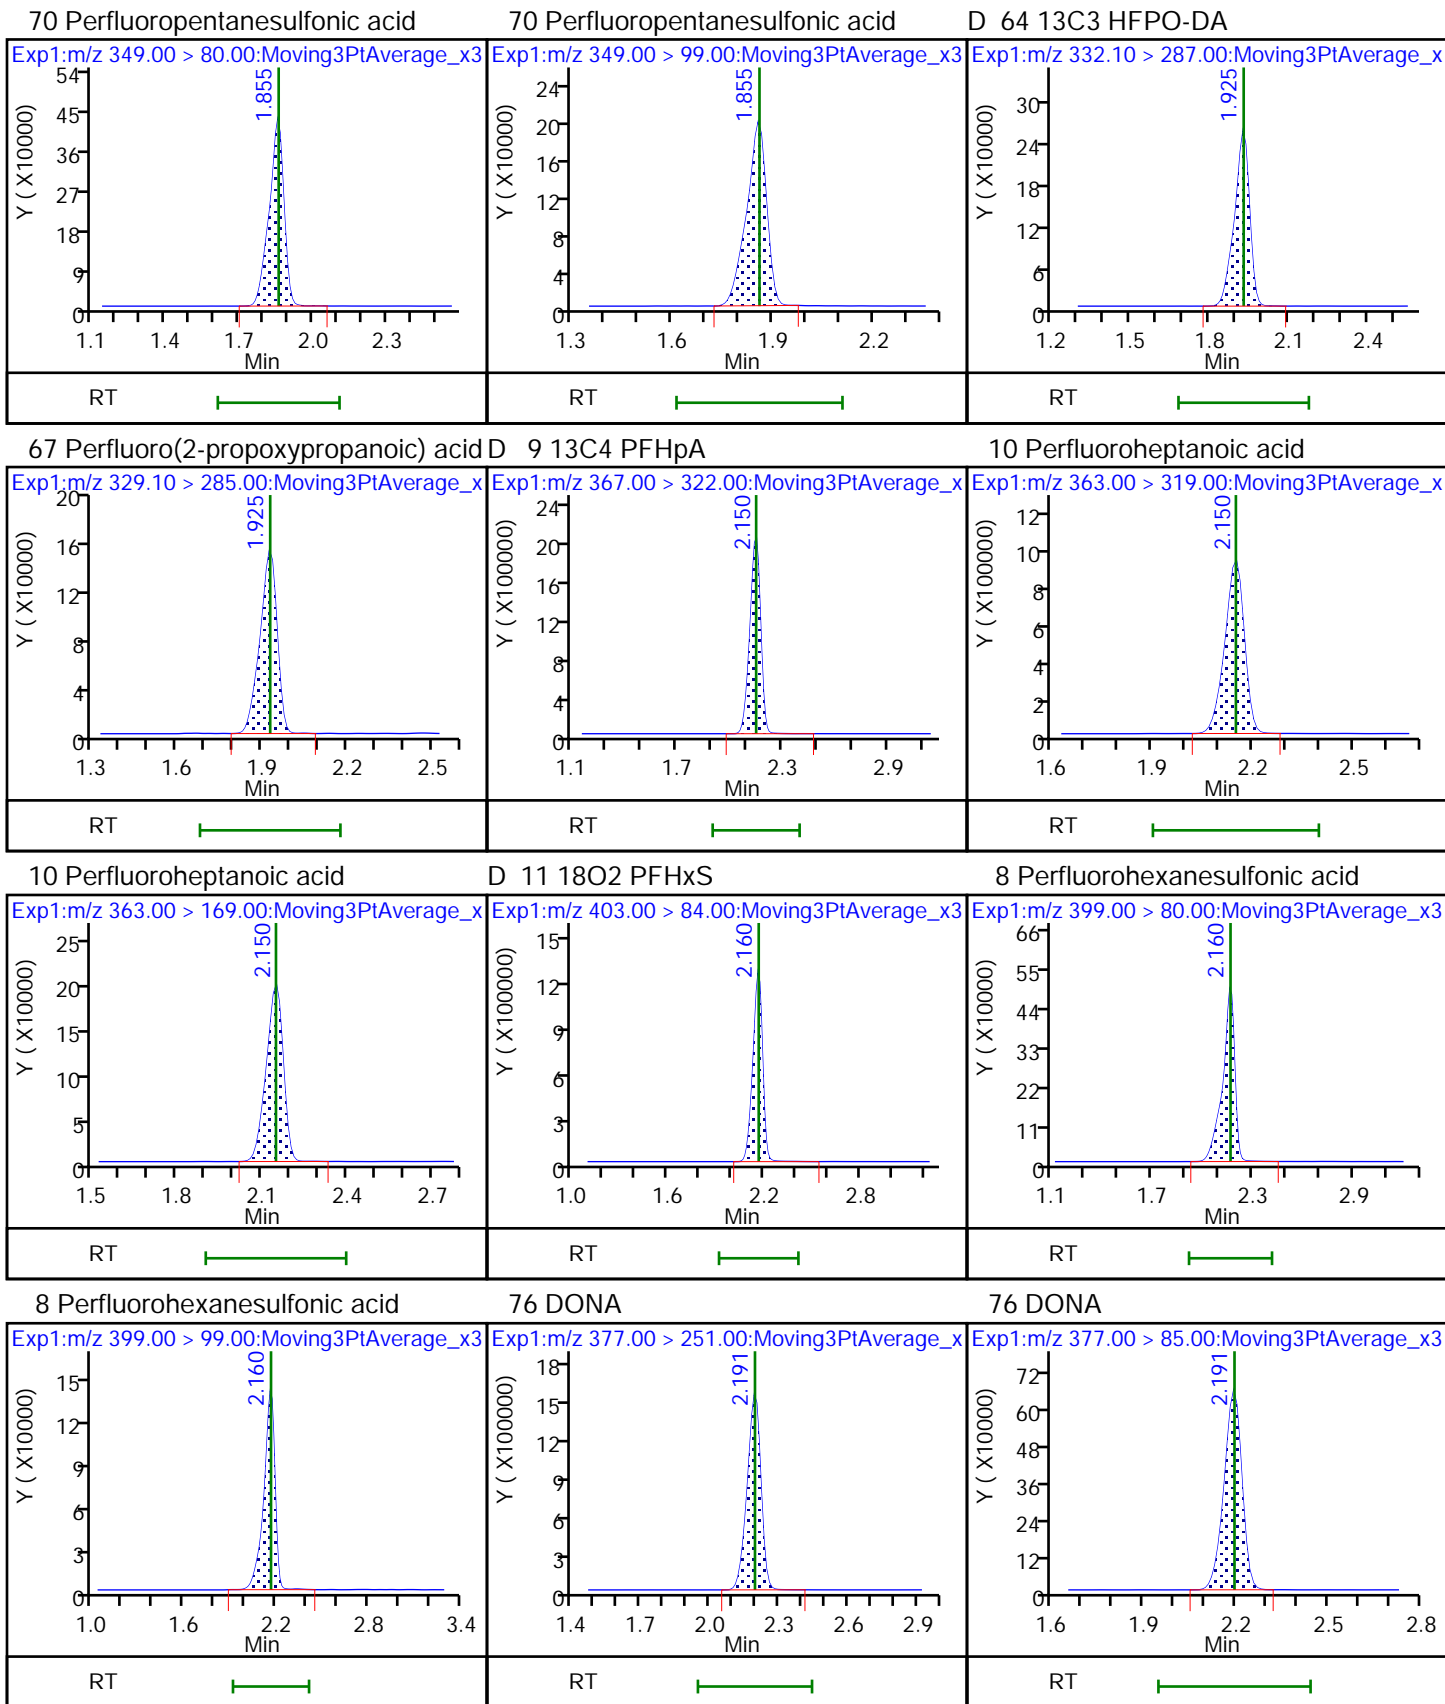 70 Perfluoropentanesulfonic acid
Exp1:m/z 349.00 > 80.00:Moving3PtAverage_x3
1.855
Y ( X10000)
54
45
36
27
18
9
0
1.1 1.4 1.7 2.0 2.3
Min
RT
70 Perfluoropentanesulfonic acid
Exp1:m/z 349.00 > 99.00:Moving3PtAverage_x3
1.855
Y ( X10000)
24
20
16
12
8
4
0
1.3 1.6 1.9 2.2
Min
RT
D 64 13C3 HFPO-DA
Exp1:m/z 332.10 > 287.00:Moving3PtAverage_x
1.925
Y ( X10000)
30
24
18
12
6
0
1.2 1.5 1.8 2.1 2.4
Min
RT
67 Perfluoro(2-propoxypropanoic) acid
Exp1:m/z 329.10 > 285.00:Moving3PtAverage_x
1.925
Y ( X10000)
20
16
12
8
4
0
1.3 1.6 1.9 2.2 2.5
Min
RT
D 9 13C4 PFHpA
Exp1:m/z 367.00 > 322.00:Moving3PtAverage_x
2.150
Y ( X100000)
24
20
16
12
8
4
0
1.1 1.7 2.3 2.9
Min
RT
10 Perfluoroheptanoic acid
Exp1:m/z 363.00 > 319.00:Moving3PtAverage_x
2.150
Y ( X100000)
12
10
8
6
4
2
0
1.6 1.9 2.2 2.5
Min
RT
10 Perfluoroheptanoic acid
Exp1:m/z 363.00 > 169.00:Moving3PtAverage_x
2.150
Y ( X10000)
25
20
15
10
5
0
1.5 1.8 2.1 2.4 2.7
Min
RT
D 11 18O2 PFHxS
Exp1:m/z 403.00 > 84.00:Moving3PtAverage_x3
2.160
Y ( X100000)
15
12
9
6
3
0
1.0 1.6 2.2 2.8
Min
RT
8 Perfluorohexanesulfonic acid
Exp1:m/z 399.00 > 80.00:Moving3PtAverage_x3
2.160
Y ( X10000)
66
55
44
33
22
11
0
1.1 1.7 2.3 2.9
Min
RT
8 Perfluorohexanesulfonic acid
Exp1:m/z 399.00 > 99.00:Moving3PtAverage_x3
2.160
Y ( X10000)
15
12
9
6
3
0
1.0 1.6 2.2 2.8 3.4
Min
RT
76 DONA
Exp1:m/z 377.00 > 251.00:Moving3PtAverage_x
2.191
Y ( X100000)
18
15
12
9
6
3
0
1.4 1.7 2.0 2.3 2.6 2.9
Min
RT
76 DONA
Exp1:m/z 377.00 > 85.00:Moving3PtAverage_x3
2.191
Y ( X10000)
72
60
48
36
24
12
0
1.6 1.9 2.2 2.5 2.8
Min
RT